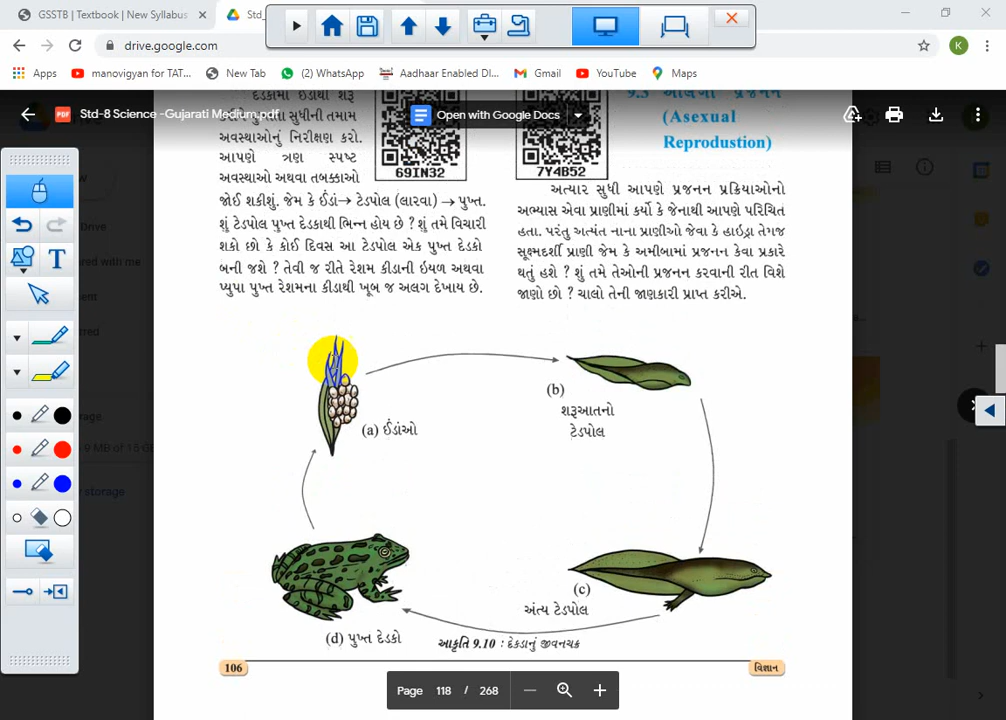 GSSTB | Textbook | New Syllabus
Std_
drive.google.com
K
Apps
manovigyan for TAT...
New Tab
(2) WhatsApp
Aadhaar Enabled DI...
Gmail
YouTube
Maps
Std-8 Science -Gujarati Medium.pdf
Open with Google Docs
અવસ્થાઓનું નિરીક્ષણ કરો.
આપણે ત્રણ સ્પષ્ટ
અવસ્થાઓ અથવા તબક્કાઓ
જોઈ શકીશું. જેમ કે ઈંડાં→ ટેડપોલ (લારવા) → પુખ્ત.
શું ટેડપોલ પુખ્ત દેડકાથી ભિન્ન હોય છે ? શું તમે વિચારી
શકો છો કે કોઈ દિવસ આ ટેડપોલ એક પુખ્ત દેડકો
બની જશે ? તેવી જ રીતે રેશમ કીડાની ઇયળ અથવા
પ્યુપા પુખ્ત રેશમના કીડાથી ખૂબ જ અલગ દેખાય છે.
69IN32
7Y4B52
9.3
(Asexual
Reprodustion)
અત્યાર સુધી આપણે પ્રજનન પ્રક્રિયાઓનો
અભ્યાસ એવા પ્રાણીમાં કર્યો કે જેનાથી આપણે પરિચિત
હતા. પરંતુ અત્યંત નાના પ્રાણીઓ જેવા કે હાઇડ્રા તેમજ
સૂક્ષ્મદર્શી પ્રાણી જેમ કે અમીબામાં પ્રજનન કેવા પ્રકારે
થતું હશે ? શું તમે તેઓની પ્રજનન કરવાની રીત વિશે
જાણો છો ? ચાલો તેની જાણકારી પ્રાપ્ત કરીએ.
(a) ઈંડાંઓ
(b)
શરૂઆતનો
ટેડપોલ
(c)
અંત્ય ટેડપોલ
(d) પુખ્ત દેડકો
આકૃતિ 9.10 : દેડકાનું જીવનચક્ર
106
વિજ્ઞાન
Page 118 / 268